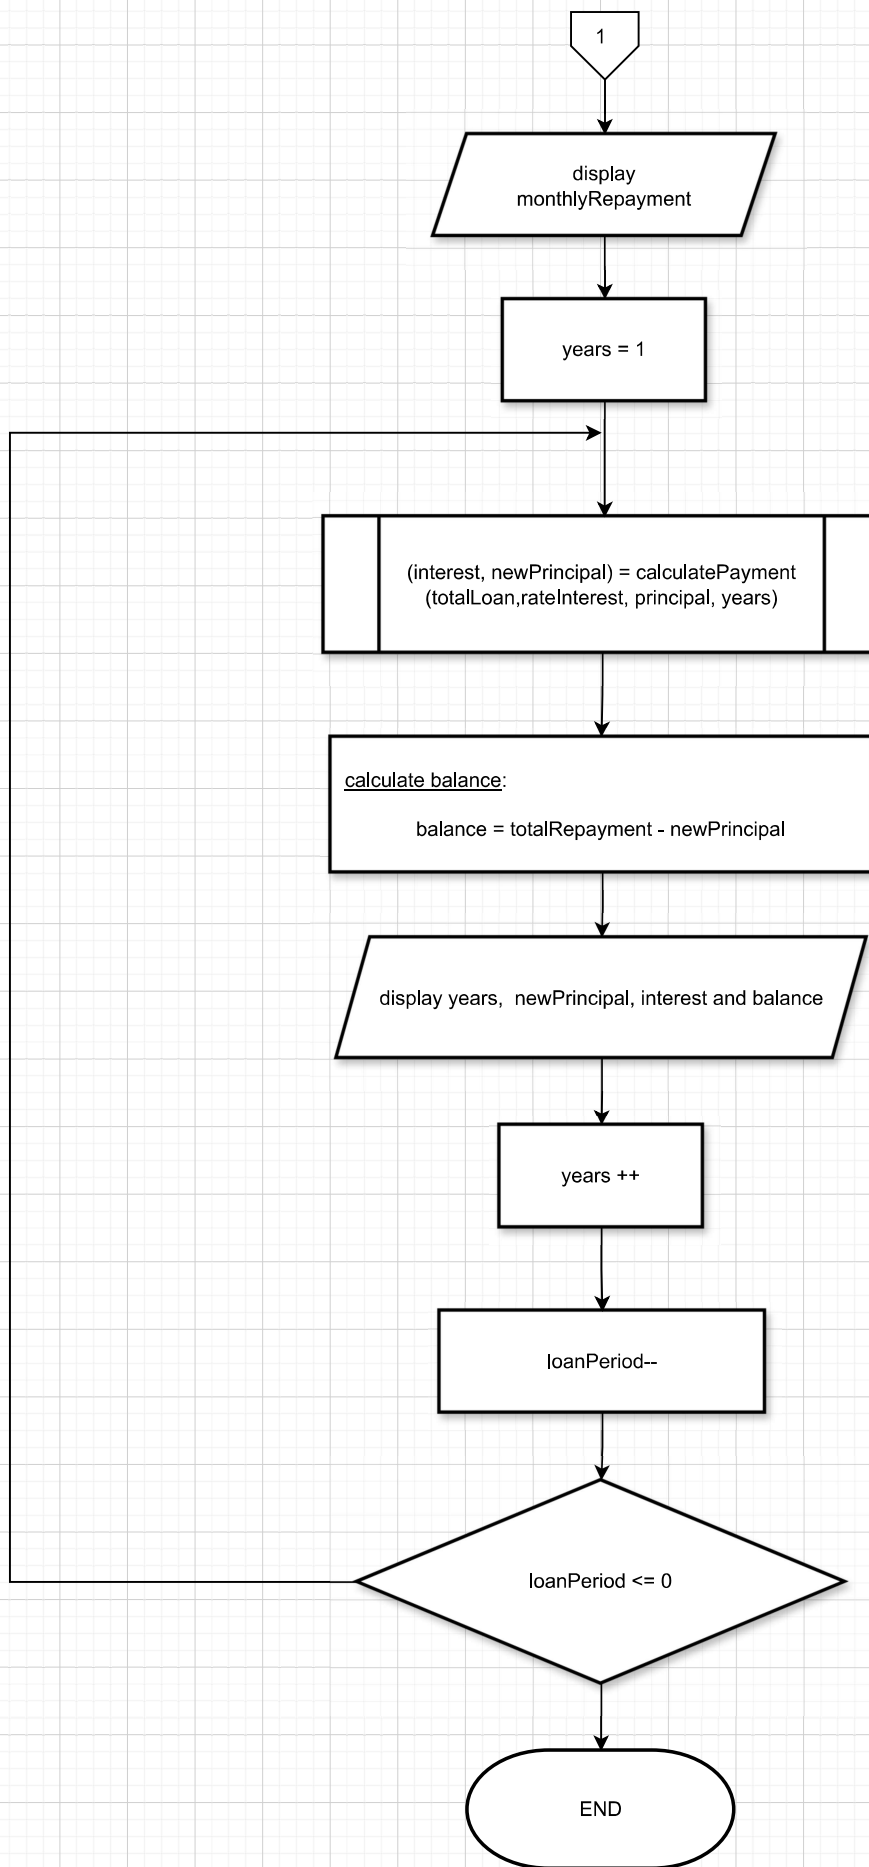 1
display
monthlyRepayment
years = 1
(interest, newPrincipal) = calculatePayment
(totalLoan,rateInterest, principal, years)
calculate balance:
balance = totalRepayment - newPrincipal
display years,  newPrincipal, interest and balance
years ++
loanPeriod--
loanPeriod <= 0
END